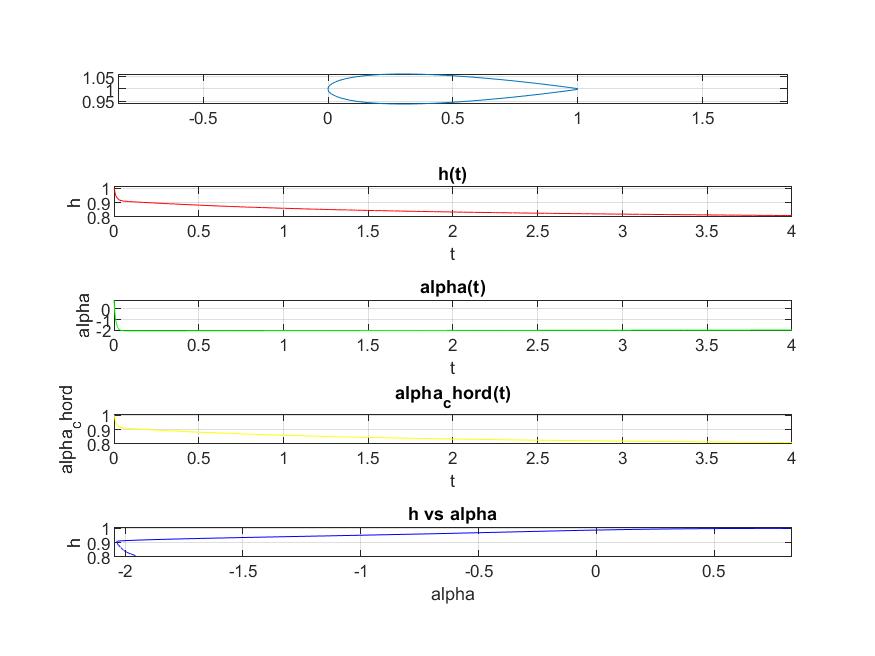 1.05
1
0.95
-0.5 0 0.5 1 1.5
h(t)
1
0.9
0.8
h
0 0.5 1 1.5 2 2.5 3 3.5 4
t
alpha(t)
0
-1
-2
alpha
0 0.5 1 1.5 2 2.5 3 3.5 4
t
alpha_chord(t)
1
0.9
0.8
alpha_chord
0 0.5 1 1.5 2 2.5 3 3.5 4
t
h vs alpha
1
0.9
0.8
h
-2 -1.5 -1 -0.5 0 0.5
alpha